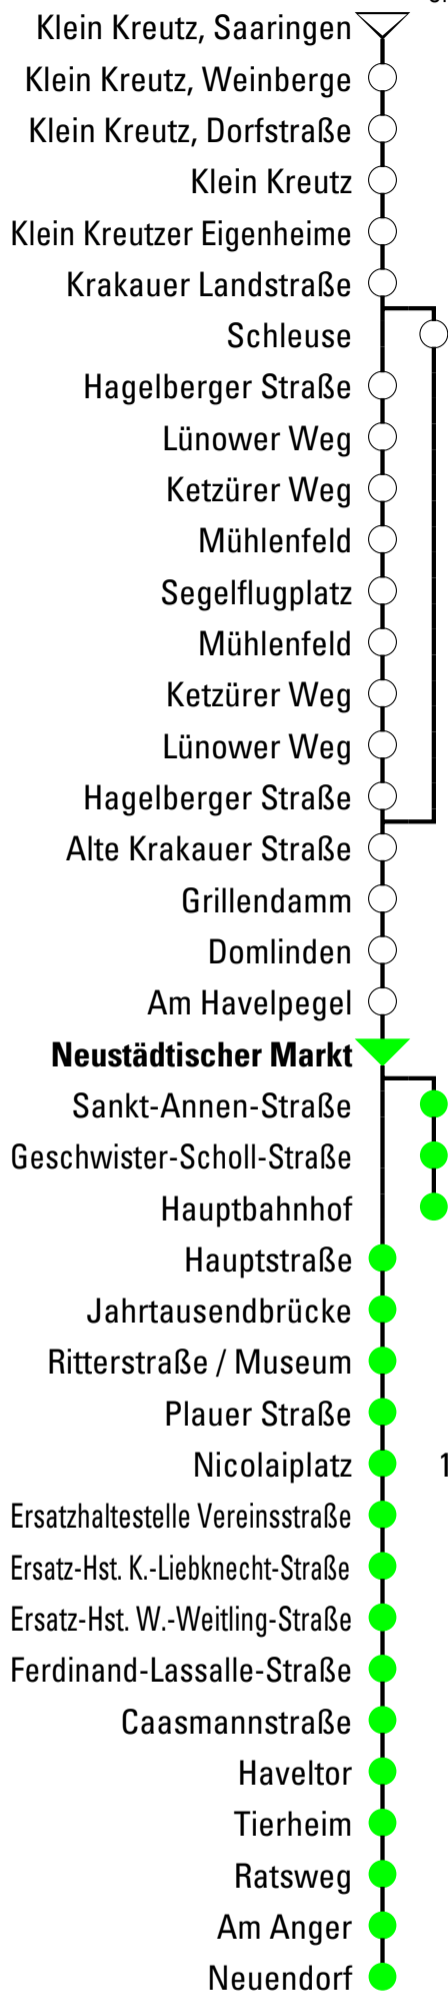 Klein Kreutz, Saaringen
Klein Kreutz, Weinberge
Klein Kreutz, Dorfstraße
Klein Kreutz
Klein Kreutzer Eigenheime
Krakauer Landstraße
Schleuse
Hagelberger Straße
Lünower Weg
Ketzürer Weg
Mühlenfeld
Segelflugplatz
Mühlenfeld
Ketzürer Weg
Lünower Weg
Hagelberger Straße
Alte Krakauer Straße
Grillendamm
Domlinden
Am Havelpegel
Neustädtischer Markt
Sankt-Annen-Straße
Geschwister-Scholl-Straße
Hauptbahnhof
Hauptstraße
Jahrtausendbrücke
Ritterstraße / Museum
Plauer Straße
Nicolaiplatz
Ersatzhaltestelle Vereinsstraße
Ersatz-Hst. K.-Liebknecht-Straße
Ersatz-Hst. W.-Weitling-Straße
Ferdinand-Lassalle-Straße
Caasmannstraße
Haveltor
Tierheim
Ratsweg
Am Anger
Neuendorf